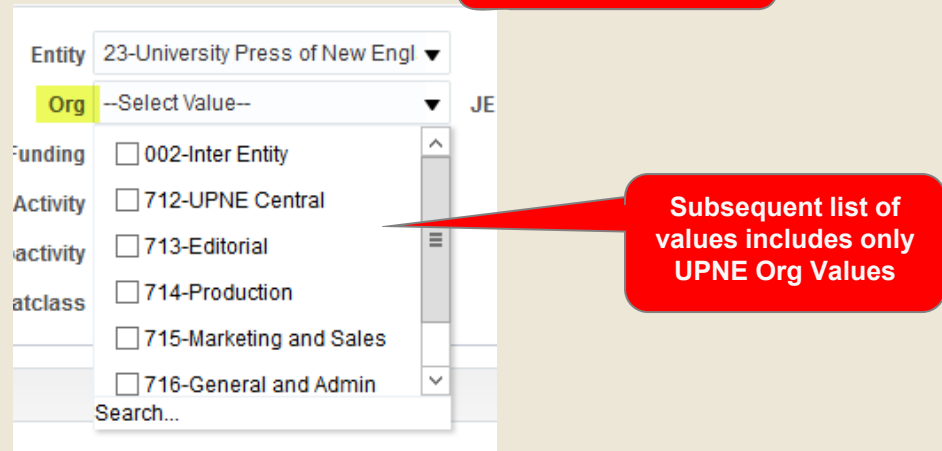 Entity 23-University Press of New Engl
Org --Select Value-- JE
Funding
002-Inter Entity
Activity
712-UPNE Central
activity
713-Editorial
atclass
714-Production
715-Marketing and Sales
716-General and Admin
Search...
Subsequent list of
values includes only
UPNE Org Values